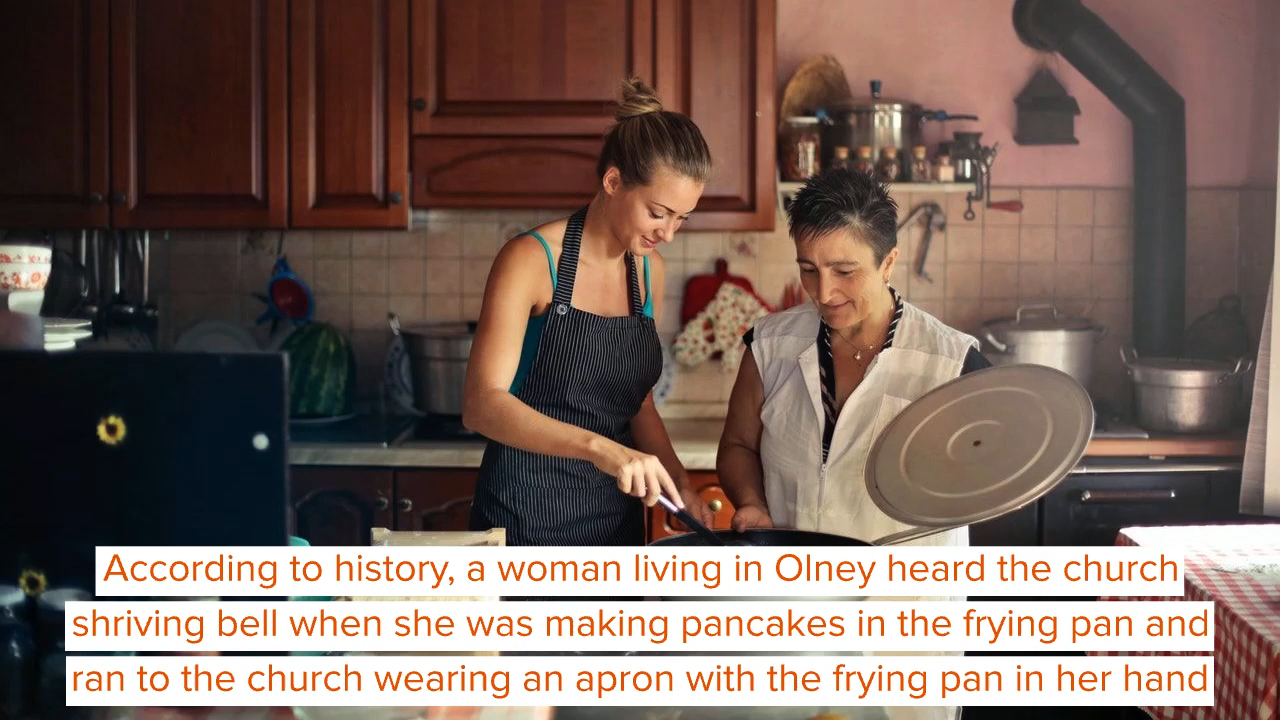 According to history, a woman living in Olney heard the church
shriving bell when she was making pancakes in the frying pan and
ran to the church wearing an apron with the frying pan in her hand